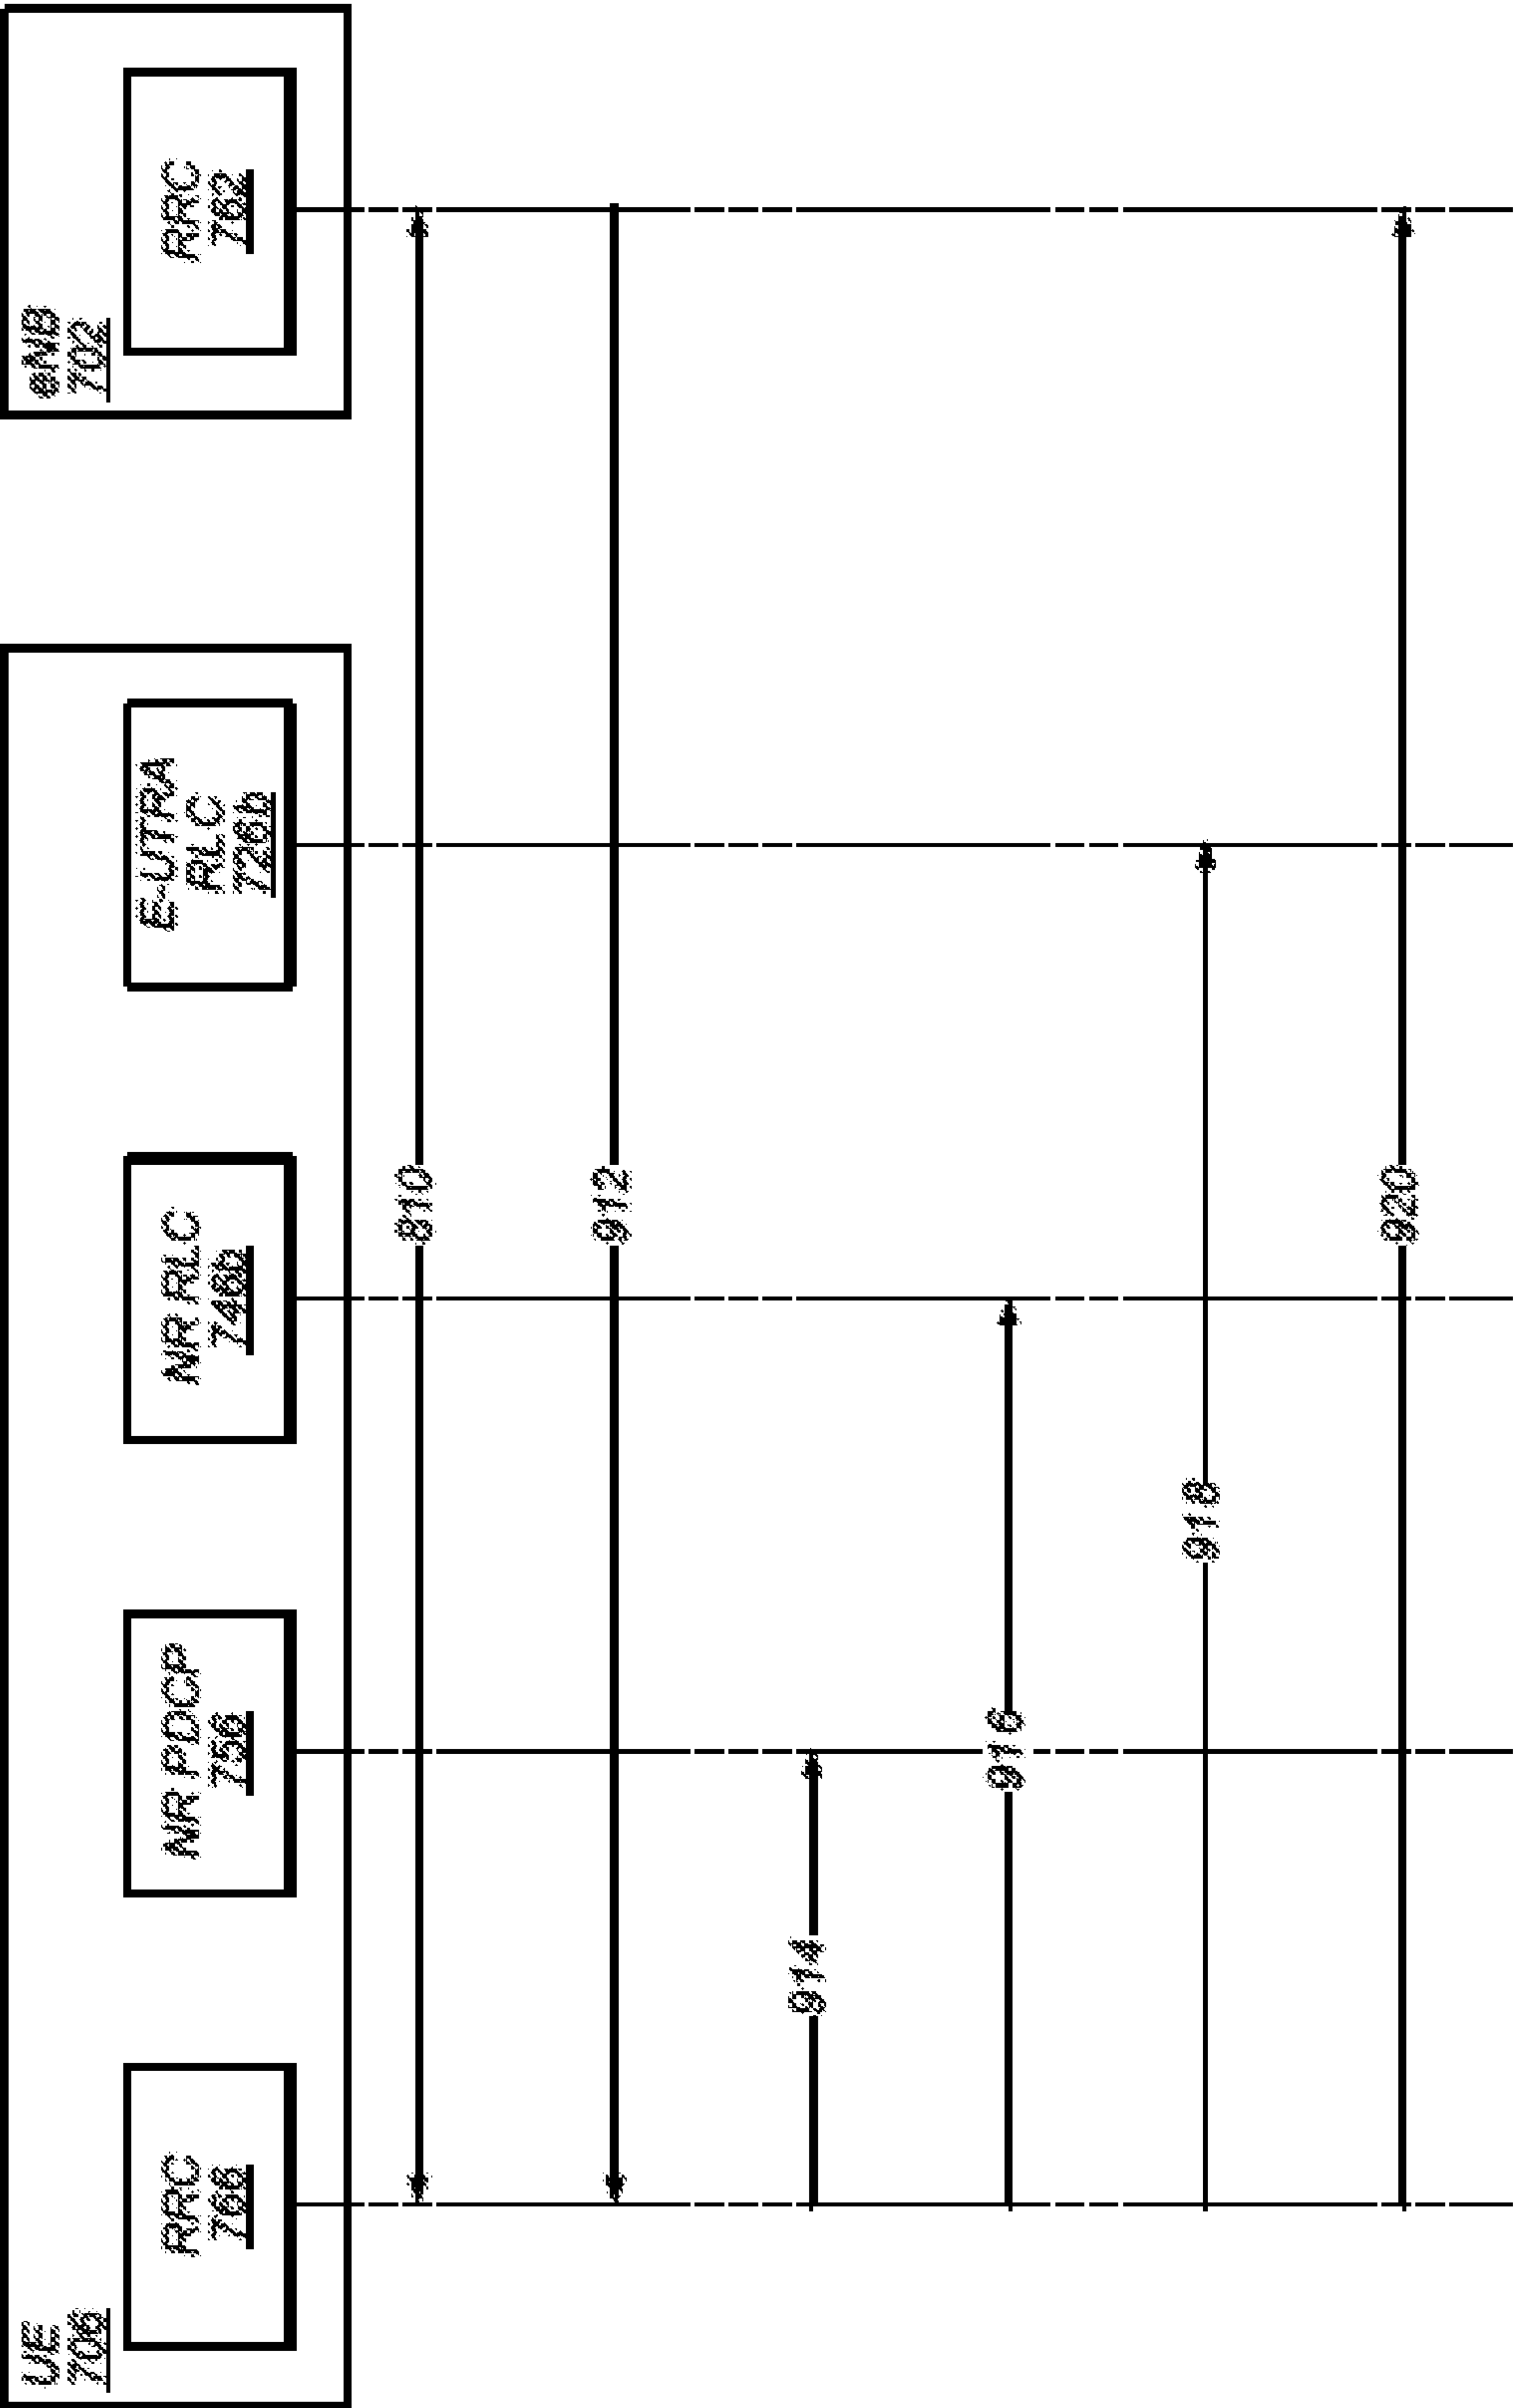 UE
706
eNB
702
RRC
766
NR PDCP
756
NR RLC
746b
E-UTRA
RLC
726b
RRC
762
810
912
914
916
918
920